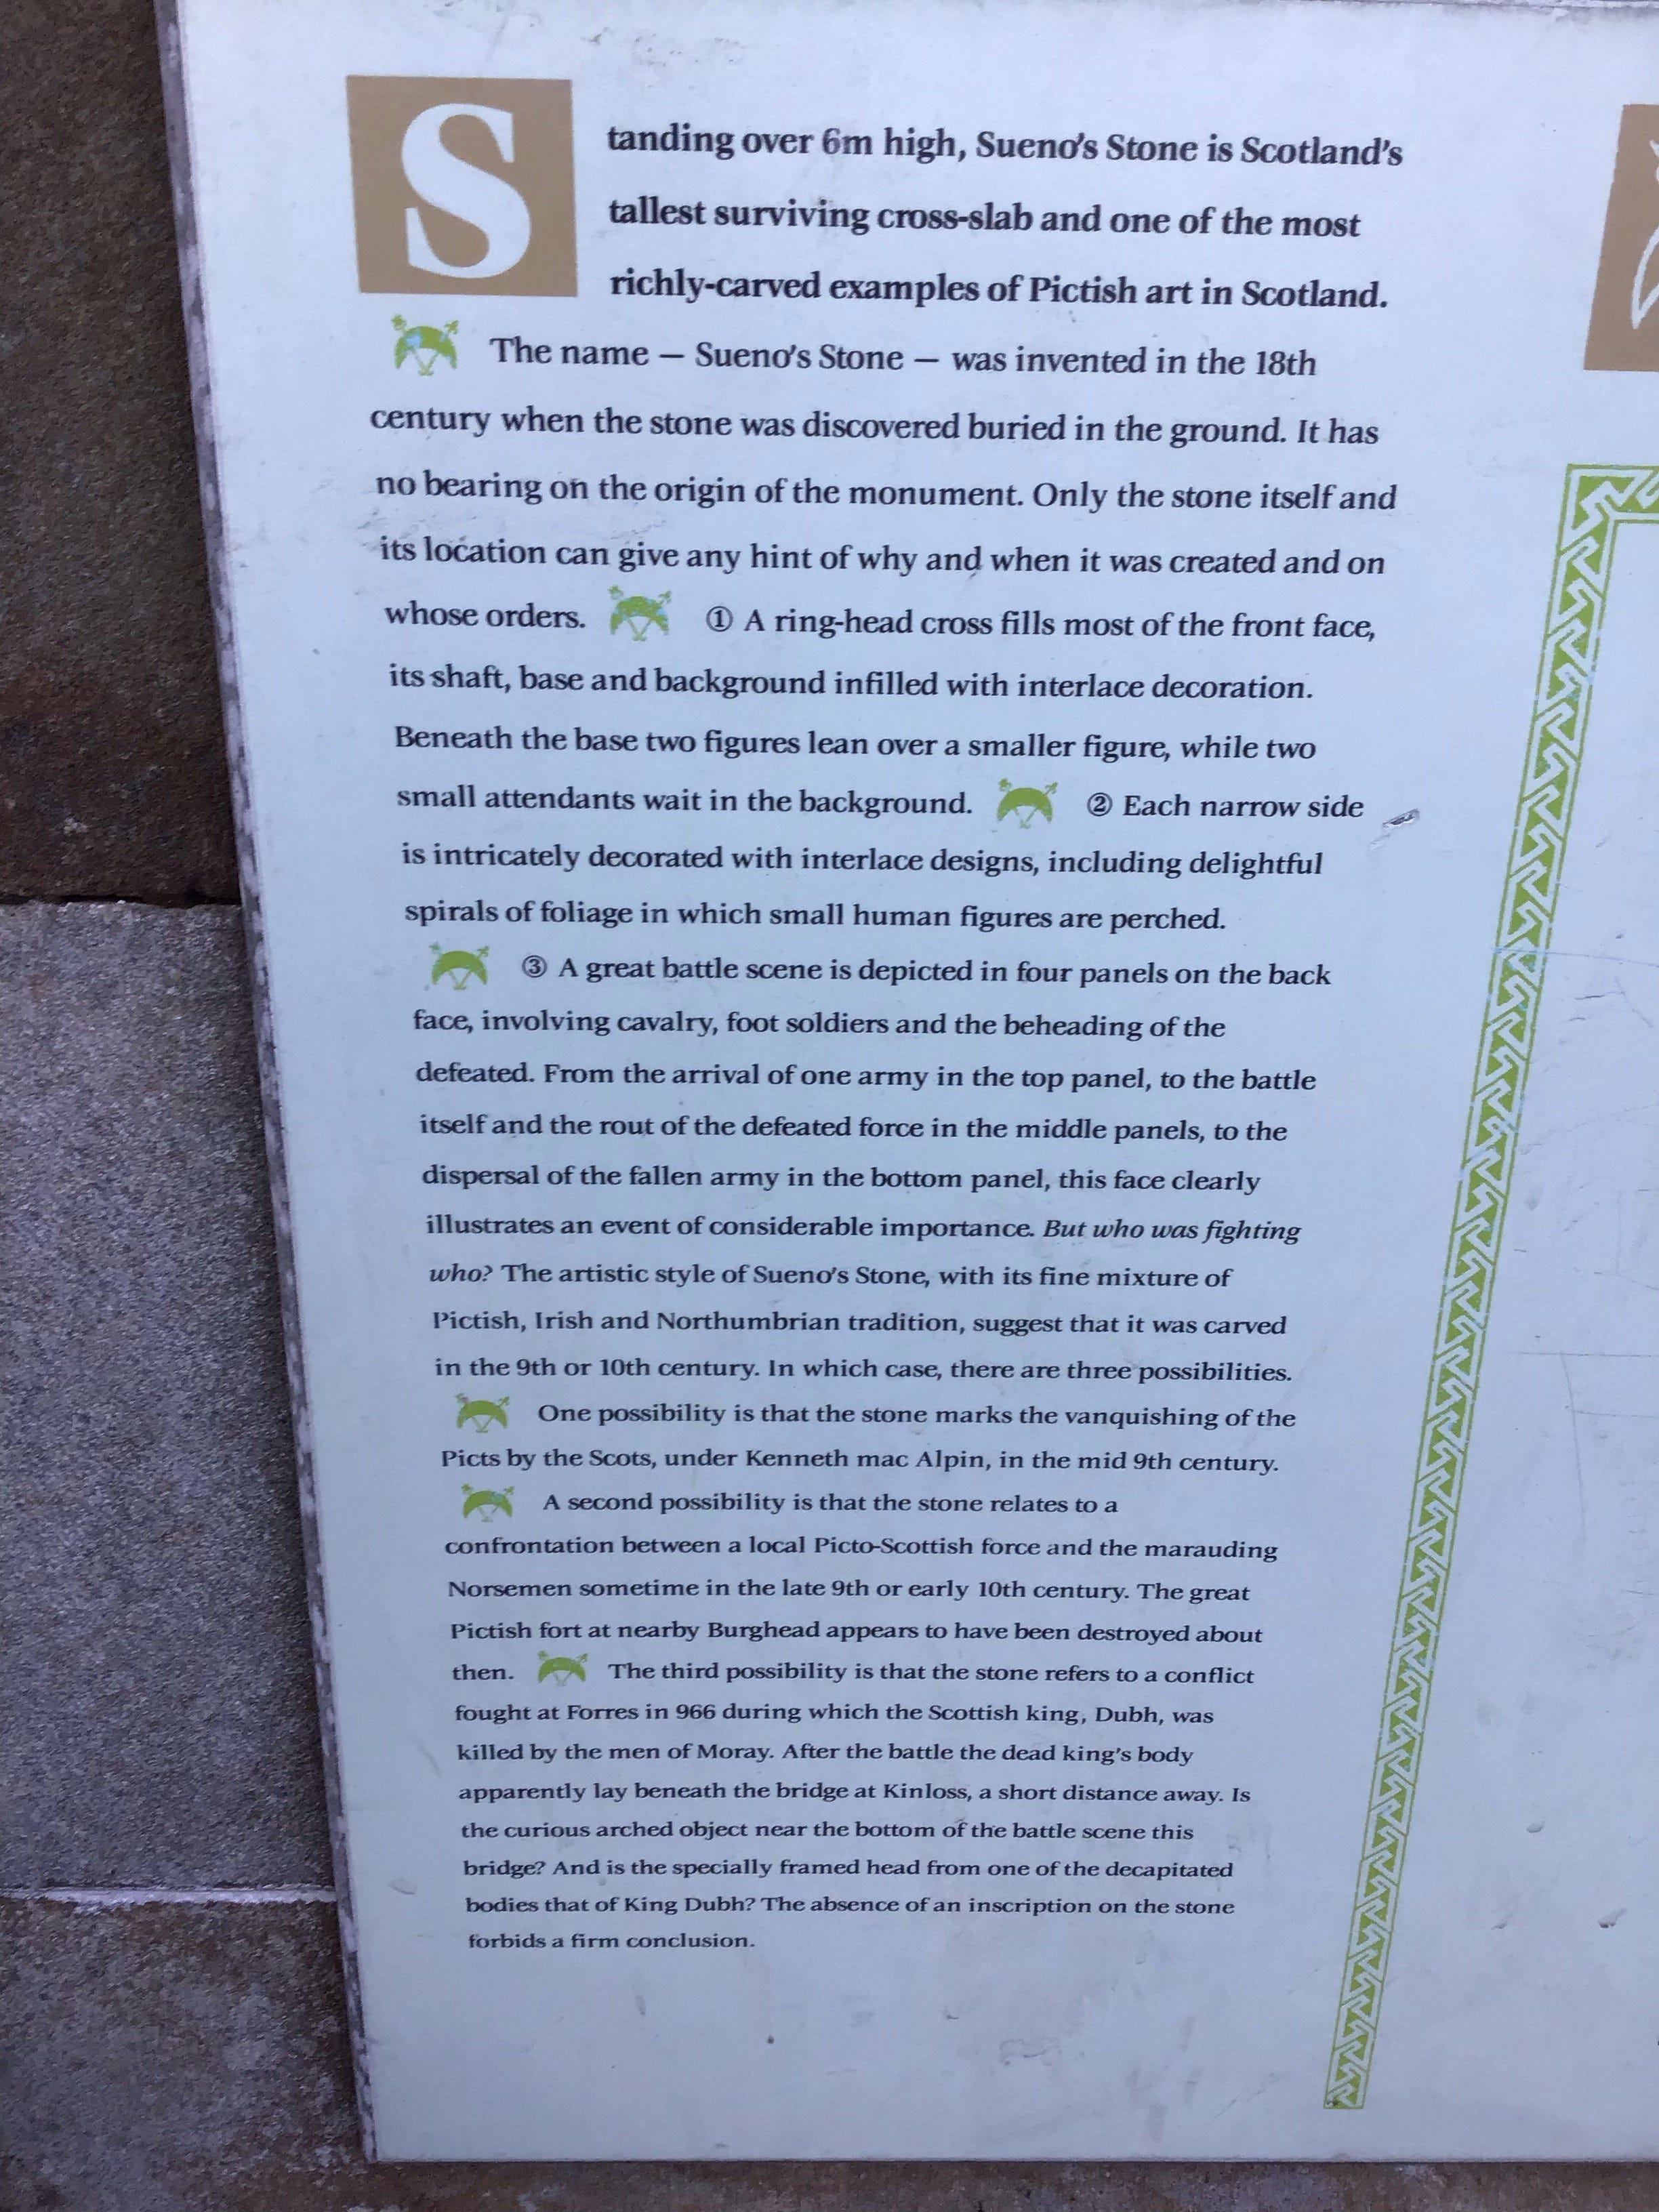 Standing over 6m high, Sueno's Stone is Scotland's
tallest surviving cross-slab and one of the most
richly-carved examples of Pictish art in Scotland.
The name — Sueno's Stone — was invented in the 18th
century when the stone was discovered buried in the ground. It has
no bearing on the origin of the monument. Only the stone itself and
its location can give any hint of why and when it was created and on
whose orders. ① A ring-head cross fills most of the front face,
its shaft, base and background infilled with interlace decoration.
Beneath the base two figures lean over a smaller figure, while two
small attendants wait in the background. ② Each narrow side
is intricately decorated with interlace designs, including delightful
spirals of foliage in which small human figures are perched.
③ A great battle scene is depicted in four panels on the back
face, involving cavalry, foot soldiers and the beheading of the
defeated. From the arrival of one army in the top panel, to the battle
itself and the rout of the defeated force in the middle panels, to the
dispersal of the fallen army in the bottom panel, this face clearly
illustrates an event of considerable importance. But who was fighting
who? The artistic style of Sueno's Stone, with its fine mixture of
Pictish, Irish and Northumbrian tradition, suggest that it was carved
in the 9th or 10th century. In which case, there are three possibilities.
One possibility is that the stone marks the vanquishing of the
Picts by the Scots, under Kenneth mac Alpin, in the mid 9th century.
A second possibility is that the stone relates to a
confrontation between a local Picto-Scottish force and the marauding
Norsemen sometime in the late 9th or early 10th century. The great
Pictish fort at nearby Burghead appears to have been destroyed about
then. The third possibility is that the stone refers to a conflict
fought at Forres in 966 during which the Scottish king, Dubh, was
killed by the men of Moray. After the battle the dead king's body
apparently lay beneath the bridge at Kinloss, a short distance away. Is
the curious arched object near the bottom of the battle scene this
bridge? And is the specially framed head from one of the decapitated
bodies that of King Dubh? The absence of an inscription on the stone
forbids a firm conclusion.